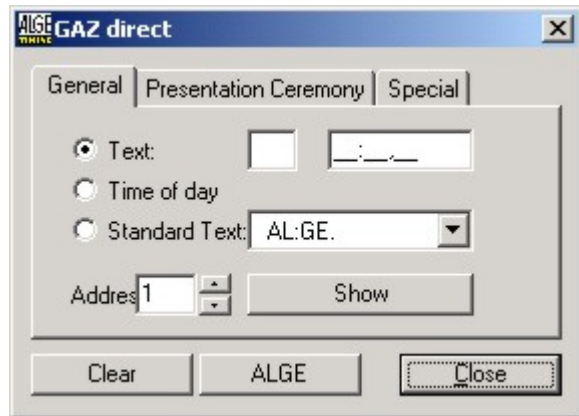 ALGE TIMING GAZ direct
General Presentation Ceremony Special
Text: __:__,__
Time of day
Standard Text: AL:GE.
Addres 1 Show
Clear ALGE Close